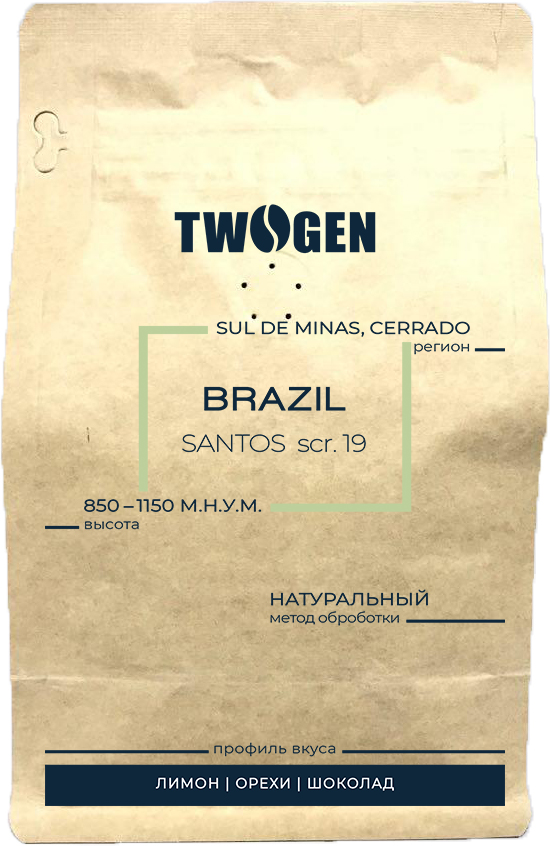 TWOGEN
SUL DE MINAS, CERRADO
регион
BRAZIL
SANTOS scr. 19
850 – 1150 М.Н.У.М.
высота
НАТУРАЛЬНЫЙ
метод оброботки
профиль вкуса
ЛИМОН | ОРЕХИ | ШОКОЛАД